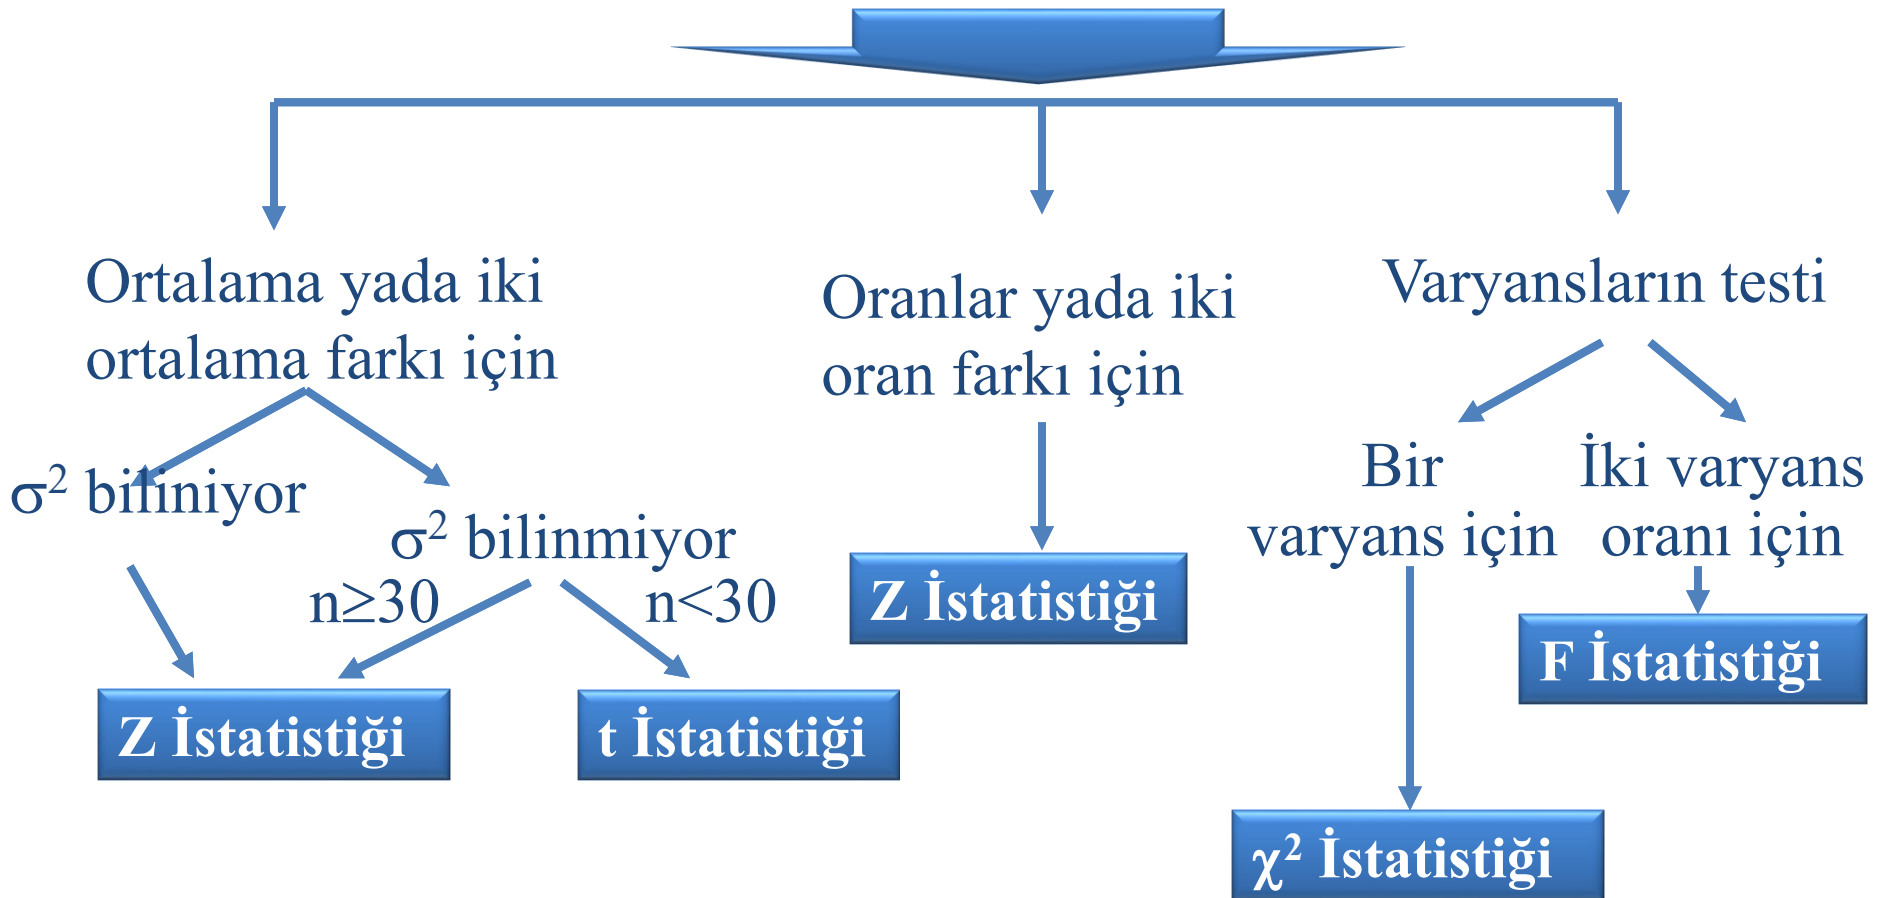 Ortalama yada iki
ortalama farkı için
Oranlar yada iki
oran farkı için
Varyansların testi
σ² biliniyor
σ² bilinmiyor
n≥30
n<30
Bir
varyans için
İki varyans
oranı için
Z İstatistiği
t İstatistiği
Z İstatistiği
χ² İstatistiği
F İstatistiği